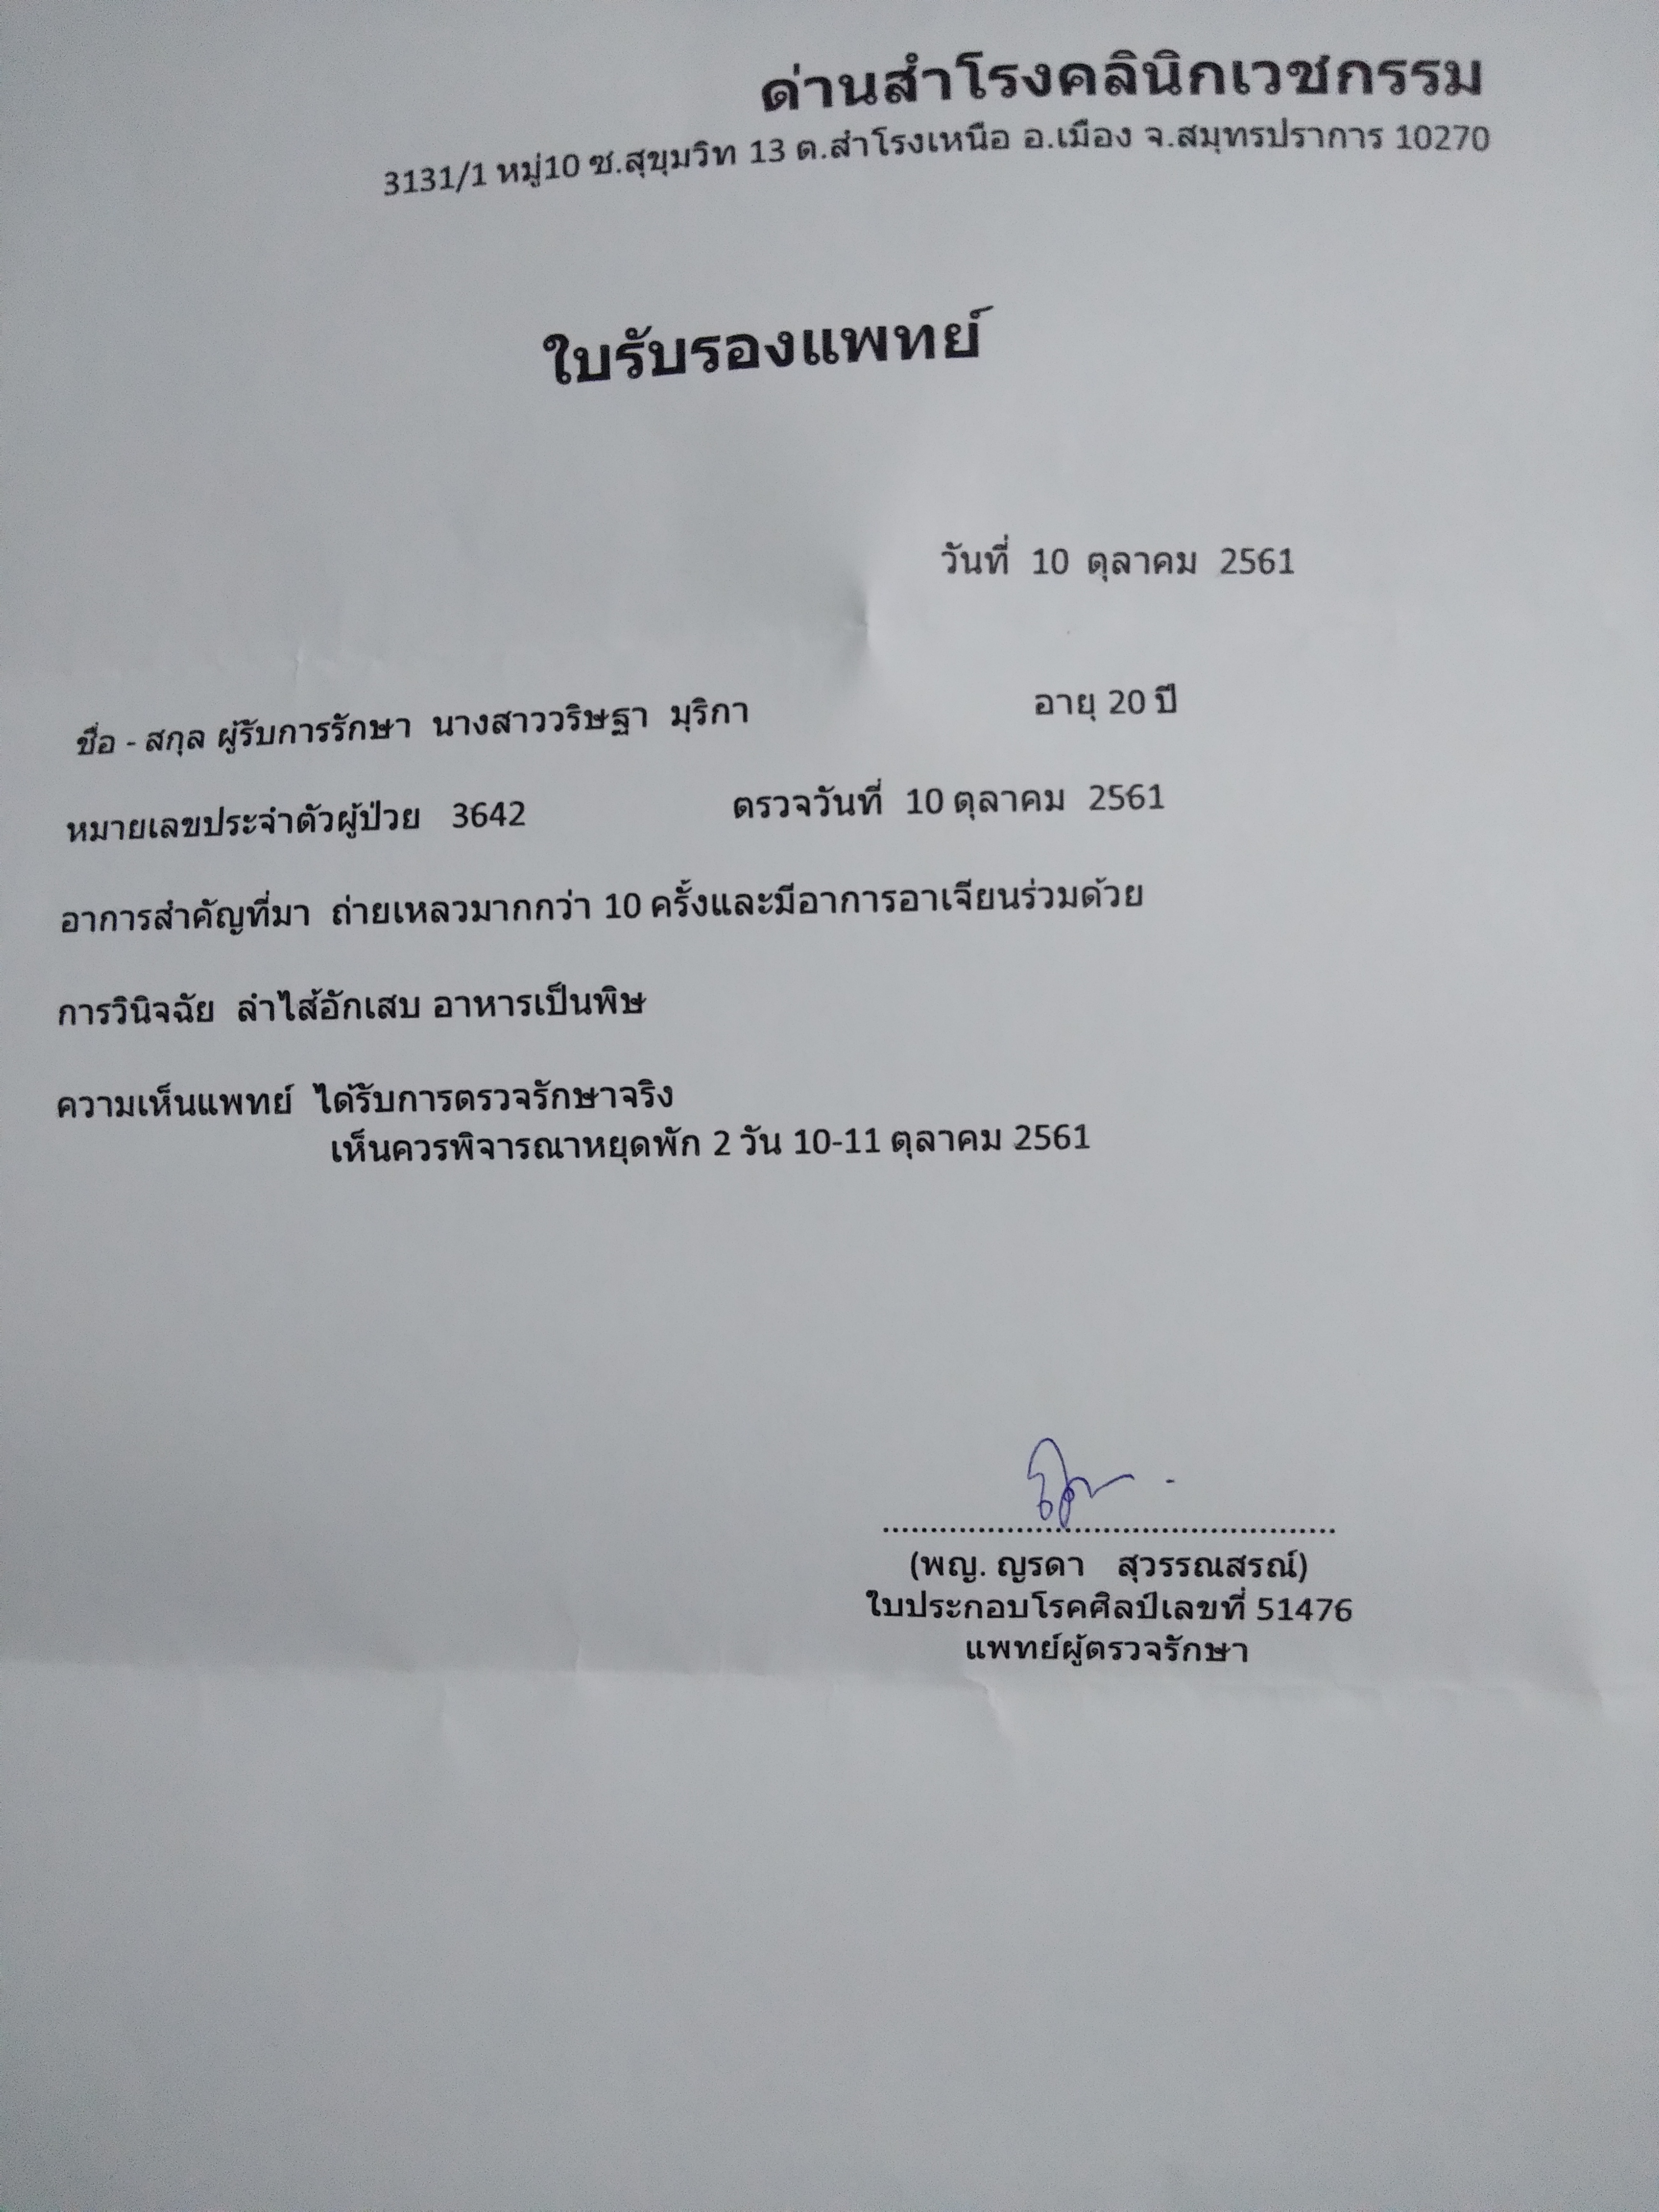 ด่านสำโรงคลินิกเวชกรรม
3131/1 หมู่10 ซ.สุขุมวิท 13 ต.สำโรงเหนือ อ.เมือง จ.สมุทรปราการ 10270
ใบรับรองแพทย์
วันที่ 10 ตุลาคม 2561
ชื่อ - สกุล ผู้รับการรักษา นางสาววริษฐา มุริกา อายุ 20 ปี
หมายเลขประจำตัวผู้ป่วย 3642 ตรวจวันที่ 10 ตุลาคม 2561
อาการสำคัญที่มา ถ่ายเหลวมากกว่า 10 ครั้งและมีอาการอาเจียนร่วมด้วย
การวินิจฉัย ลำไส้อักเสบ อาหารเป็นพิษ
ความเห็นแพทย์ ได้รับการตรวจรักษาจริง
เห็นควรพิจารณาหยุดพัก 2 วัน 10-11 ตุลาคม 2561
(พญ. ญรดา สุวรรณสรณ์)
ใบประกอบโรคศิลป์เลขที่ 51476
แพทย์ผู้ตรวจรักษา